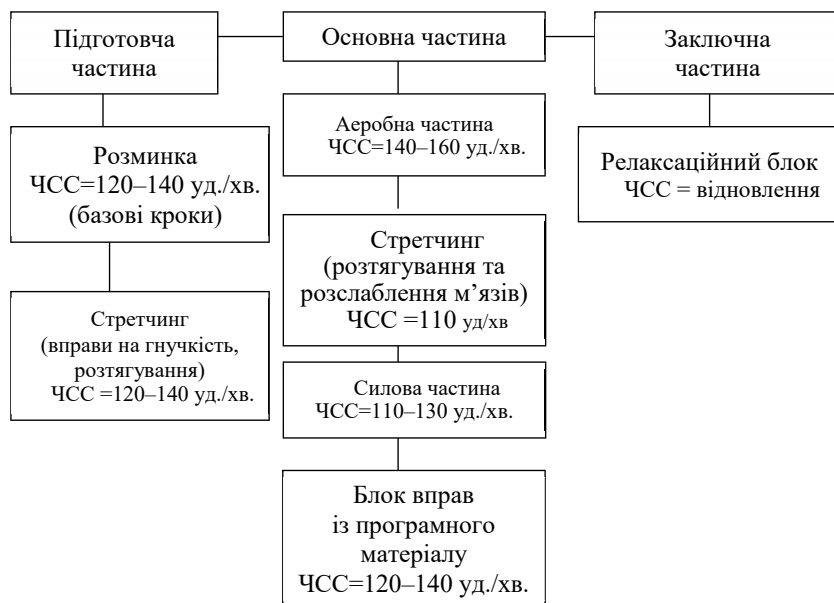 Підготовча
частина
Основна частина
Заключна
частина
Розминка
ЧСС=120–140 уд./хв.
(базові кроки)
Стретчинг
(вправи на гнучкість,
розтягування)
ЧСС =120–140 уд./хв.
Аеробна частина
ЧСС=140–160 уд./хв.
Стретчинг
(розтягування та
розслаблення м’язів)
ЧСС =110 уд/хв
Силова частина
ЧСС=110–130 уд./хв.
Блок вправ
із програмного
матеріалу
ЧСС=120–140 уд./хв.
Релаксаційний блок
ЧСС = відновлення